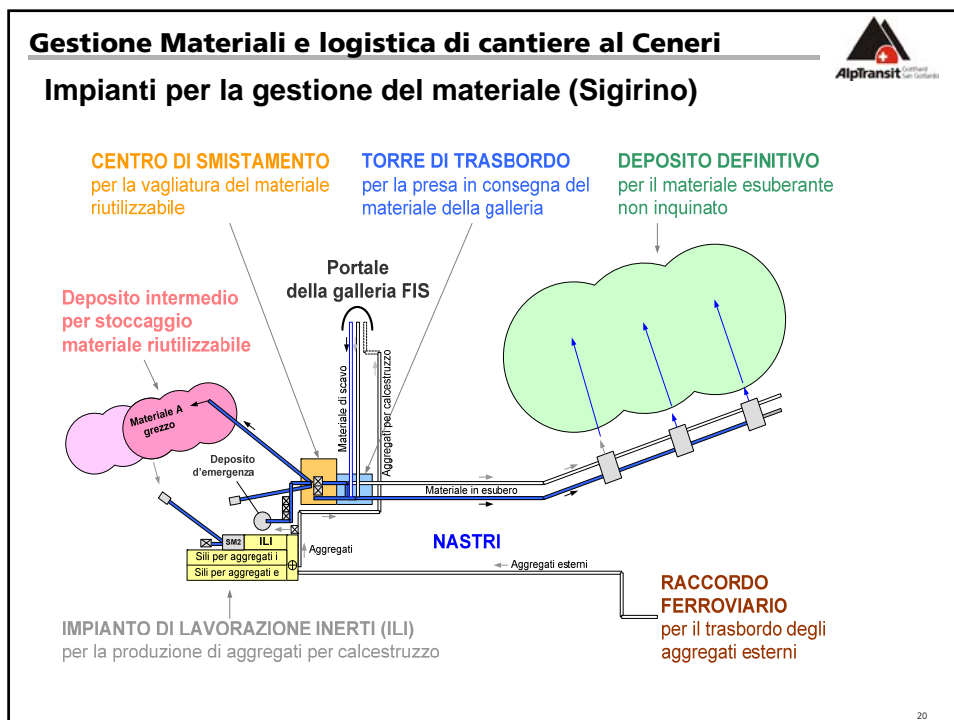 Gestione Materiali e logistica di cantiere al Ceneri
AlpTransit Gotthard
San Gottardo
Impianti per la gestione del materiale (Sigirino)
CENTRO DI SMISTAMENTO
per la vagliatura del materiale
riutilizzabile
TORRE DI TRASBORDO
per la presa in consegna del
materiale della galleria
DEPOSITO DEFINITIVO
per il materiale esuberante
non inquinato
Portale
della galleria FIS
Deposito intermedio
per stoccaggio
materiale riutilizzabile
Materiale A
grezzo
Materiale di scavo
Aggregati per calcestruzzo
Deposito
d'emergenza
Materiale in esubero
NASTRI
SM2
ILI
Sili per aggregati i
Sili per aggregati e
Aggregati
Aggregati esterni
RACCORDO
FERROVIARIO
per il trasbordo degli
aggregati esterni
IMPIANTO DI LAVORAZIONE INERTI (ILI)
per la produzione di aggregati per calcestruzzo
20